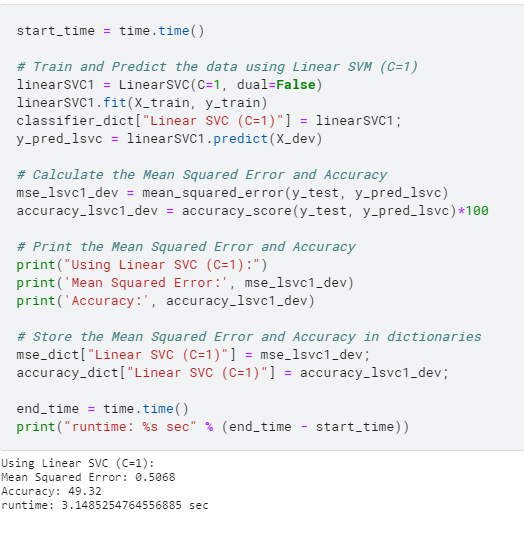 start_time = time.time()
# Train and Predict the data using Linear SVM (C=1)
linearSVC1 = LinearSVC(C=1, dual=False)
linearSVC1.fit(X_train, y_train)
classifier_dict["Linear SVC (C=1)"] = linearSVC1;
y_pred_lsvc = linearSVC1.predict(X_dev)
# Calculate the Mean Squared Error and Accuracy
mse_lsvc1_dev = mean_squared_error(y_test, y_pred_lsvc)
accuracy_lsvc1_dev = accuracy_score(y_test, y_pred_lsvc)*100
# Print the Mean Squared Error and Accuracy
print("Using Linear SVC (C=1):")
print('Mean Squared Error:', mse_lsvc1_dev)
print('Accuracy:', accuracy_lsvc1_dev)
# Store the Mean Squared Error and Accuracy in dictionaries
mse_dict["Linear SVC (C=1)"] = mse_lsvc1_dev;
accuracy_dict["Linear SVC (C=1)"] = accuracy_lsvc1_dev;
end_time = time.time()
print("runtime: %s sec" % (end_time - start_time))
Using Linear SVC (C=1):
Mean Squared Error: 0.5068
Accuracy: 49.32
runtime: 3.1485254764556885 sec